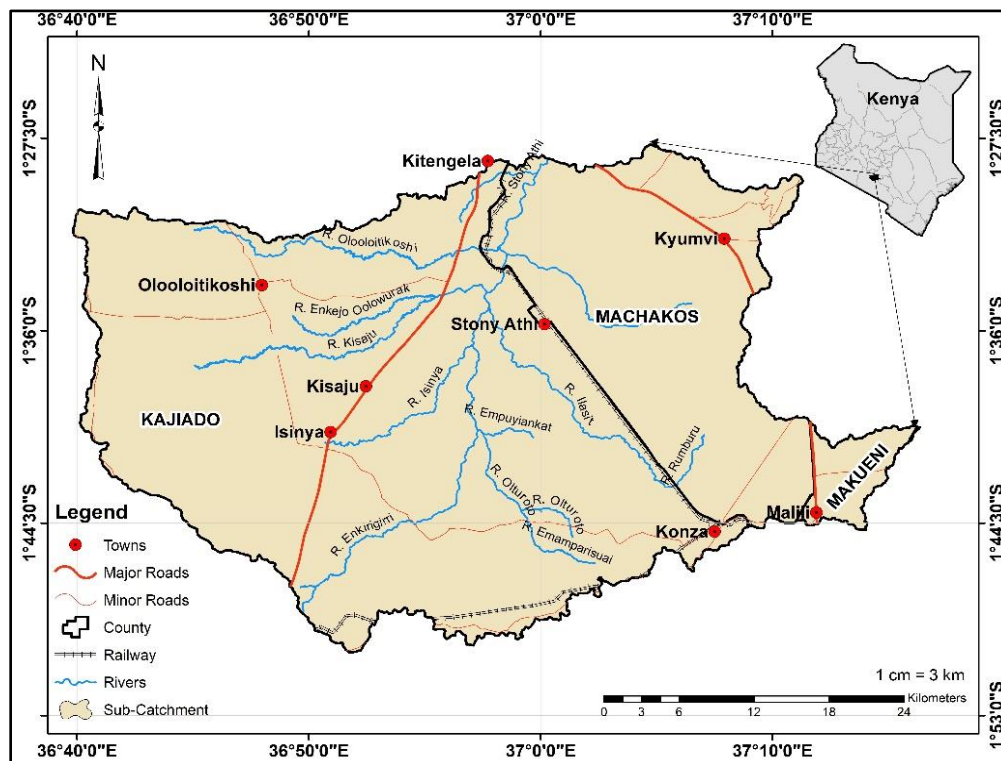 36°40'0"E
36°50'0"E
37°0'0"E
37°10'0"E
N
Kenya
1°27'30"S
1°27'30"S
Kitengela
R. Stony Athi
R. Olooloitikoshi
Kyumvi
Olooloitikoshi
R. Enkejo Oolowurak
MACHAKOS
Stony Athi
1°36'0"S
1°36'0"S
R. Kisaju
Kisaju
R. Isinya
R. Ilasit
KAJIADO
Isinya
R. Empuyiankat
R. Rumburu
MAKUENI
R. Olturoto
R. Olturoto
Malili
Legend
R. Enkirigirri
R. Emamparisuai
Konza
1°44'30"S
1°44'30"S
Towns
Major Roads
Minor Roads
County
Railway
Rivers
Sub-Catchment
1 cm = 3 km
Kilometers
0 3 6 12 18 24
1°53'0"S
1°53'0"S
36°40'0"E
36°50'0"E
37°0'0"E
37°10'0"E